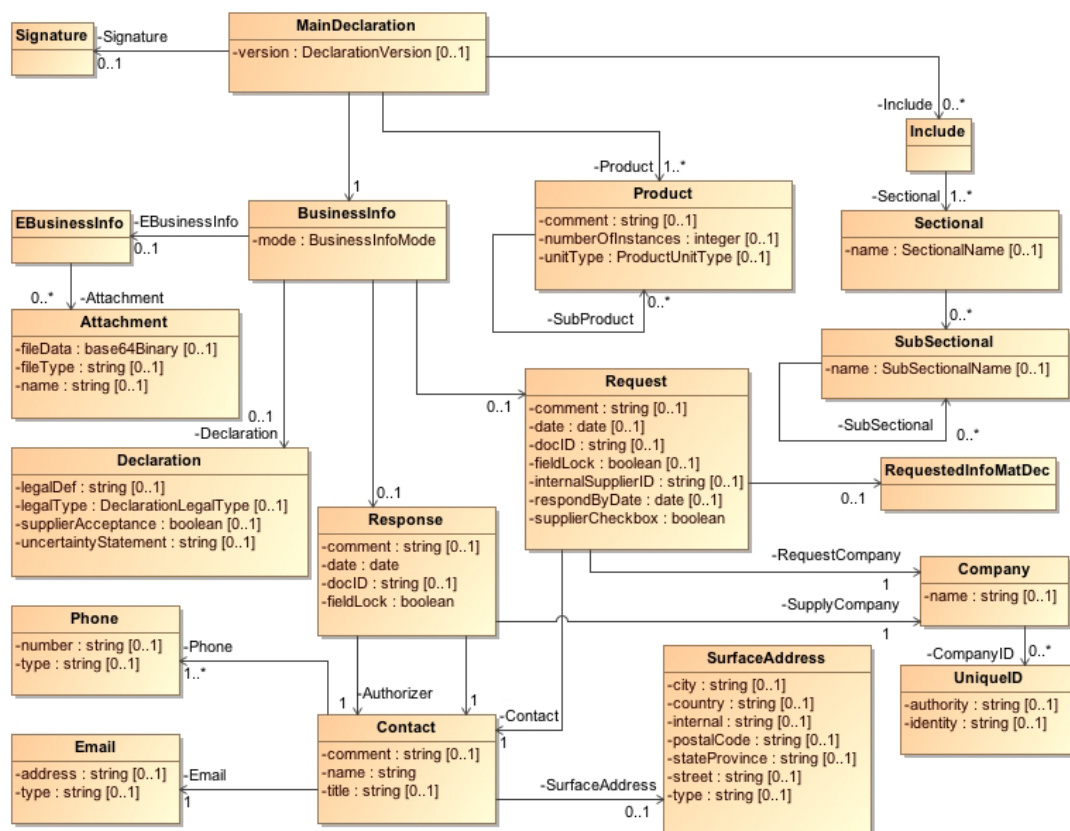 MainDeclaration
-version : DeclarationVersion [0..1]
Signature
-Signature
0..1
-Include
0..*
Include
-Product
1..*
1
-Sectional
1..*
Product
-comment : string [0..1]
-numberOfInstances : integer [0..1]
-unitType : ProductUnitType [0..1]
-SubProduct
0..*
BusinessInfo
-mode : BusinessInfoMode
EBusinessInfo
-EBusinessInfo
0..1
Sectional
-name : SectionalName [0..1]
0..*
0..*
-Attachment
Attachment
-fileData : base64Binary [0..1]
-fileType : string [0..1]
-name : string [0..1]
SubSectional
-name : SubSectionalName [0..1]
-SubSectional
0..*
0..1
-Declaration
0..1
Request
-comment : string [0..1]
-date : date [0..1]
-docID : string [0..1]
-fieldLock : boolean [0..1]
-internalSupplierID : string [0..1]
-respondByDate : date [0..1]
-supplierCheckbox : boolean
RequestedInfoMatDec
0..1
Declaration
-legalDef : string [0..1]
-legalType : DeclarationLegalType [0..1]
-supplierAcceptance : boolean [0..1]
-uncertaintyStatement : string [0..1]
0..1
Response
-comment : string [0..1]
-date : date
-docID : string [0..1]
-fieldLock : boolean
-RequestCompany
1
-SupplyCompany
1
Company
-name : string [0..1]
-CompanyID
0..*
UniqueID
-authority : string [0..1]
-identity : string [0..1]
Phone
-number : string [0..1]
-type : string [0..1]
-Phone
1..*
1
-Authorizer
1
-Contact
1
Contact
-comment : string [0..1]
-name : string
-title : string [0..1]
SurfaceAddress
-city : string [0..1]
-country : string [0..1]
-internal : string [0..1]
-postalCode : string [0..1]
-stateProvince : string [0..1]
-street : string [0..1]
-type : string [0..1]
-SurfaceAddress
0..1
Email
-address : string [0..1]
-type : string [0..1]
-Email
1